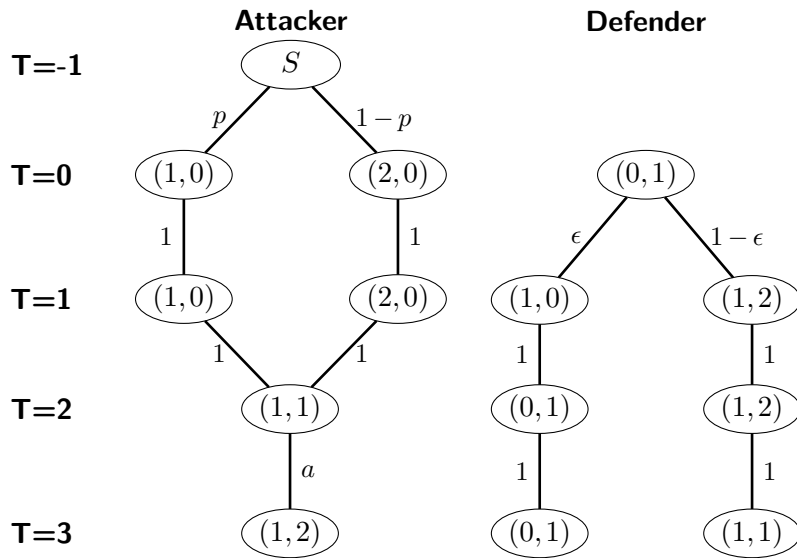 Attacker Defender
T=-1 S
p 1 − p
T=0 (1, 0) (2, 0) (0, 1)
1 1 ϵ 1 − ϵ
T=1 (1, 0) (2, 0) (1, 0) (1, 2)
1 1 1 1
T=2 (1, 1) (0, 1) (1, 2)
a 1 1
T=3 (1, 2) (0, 1) (1, 1)